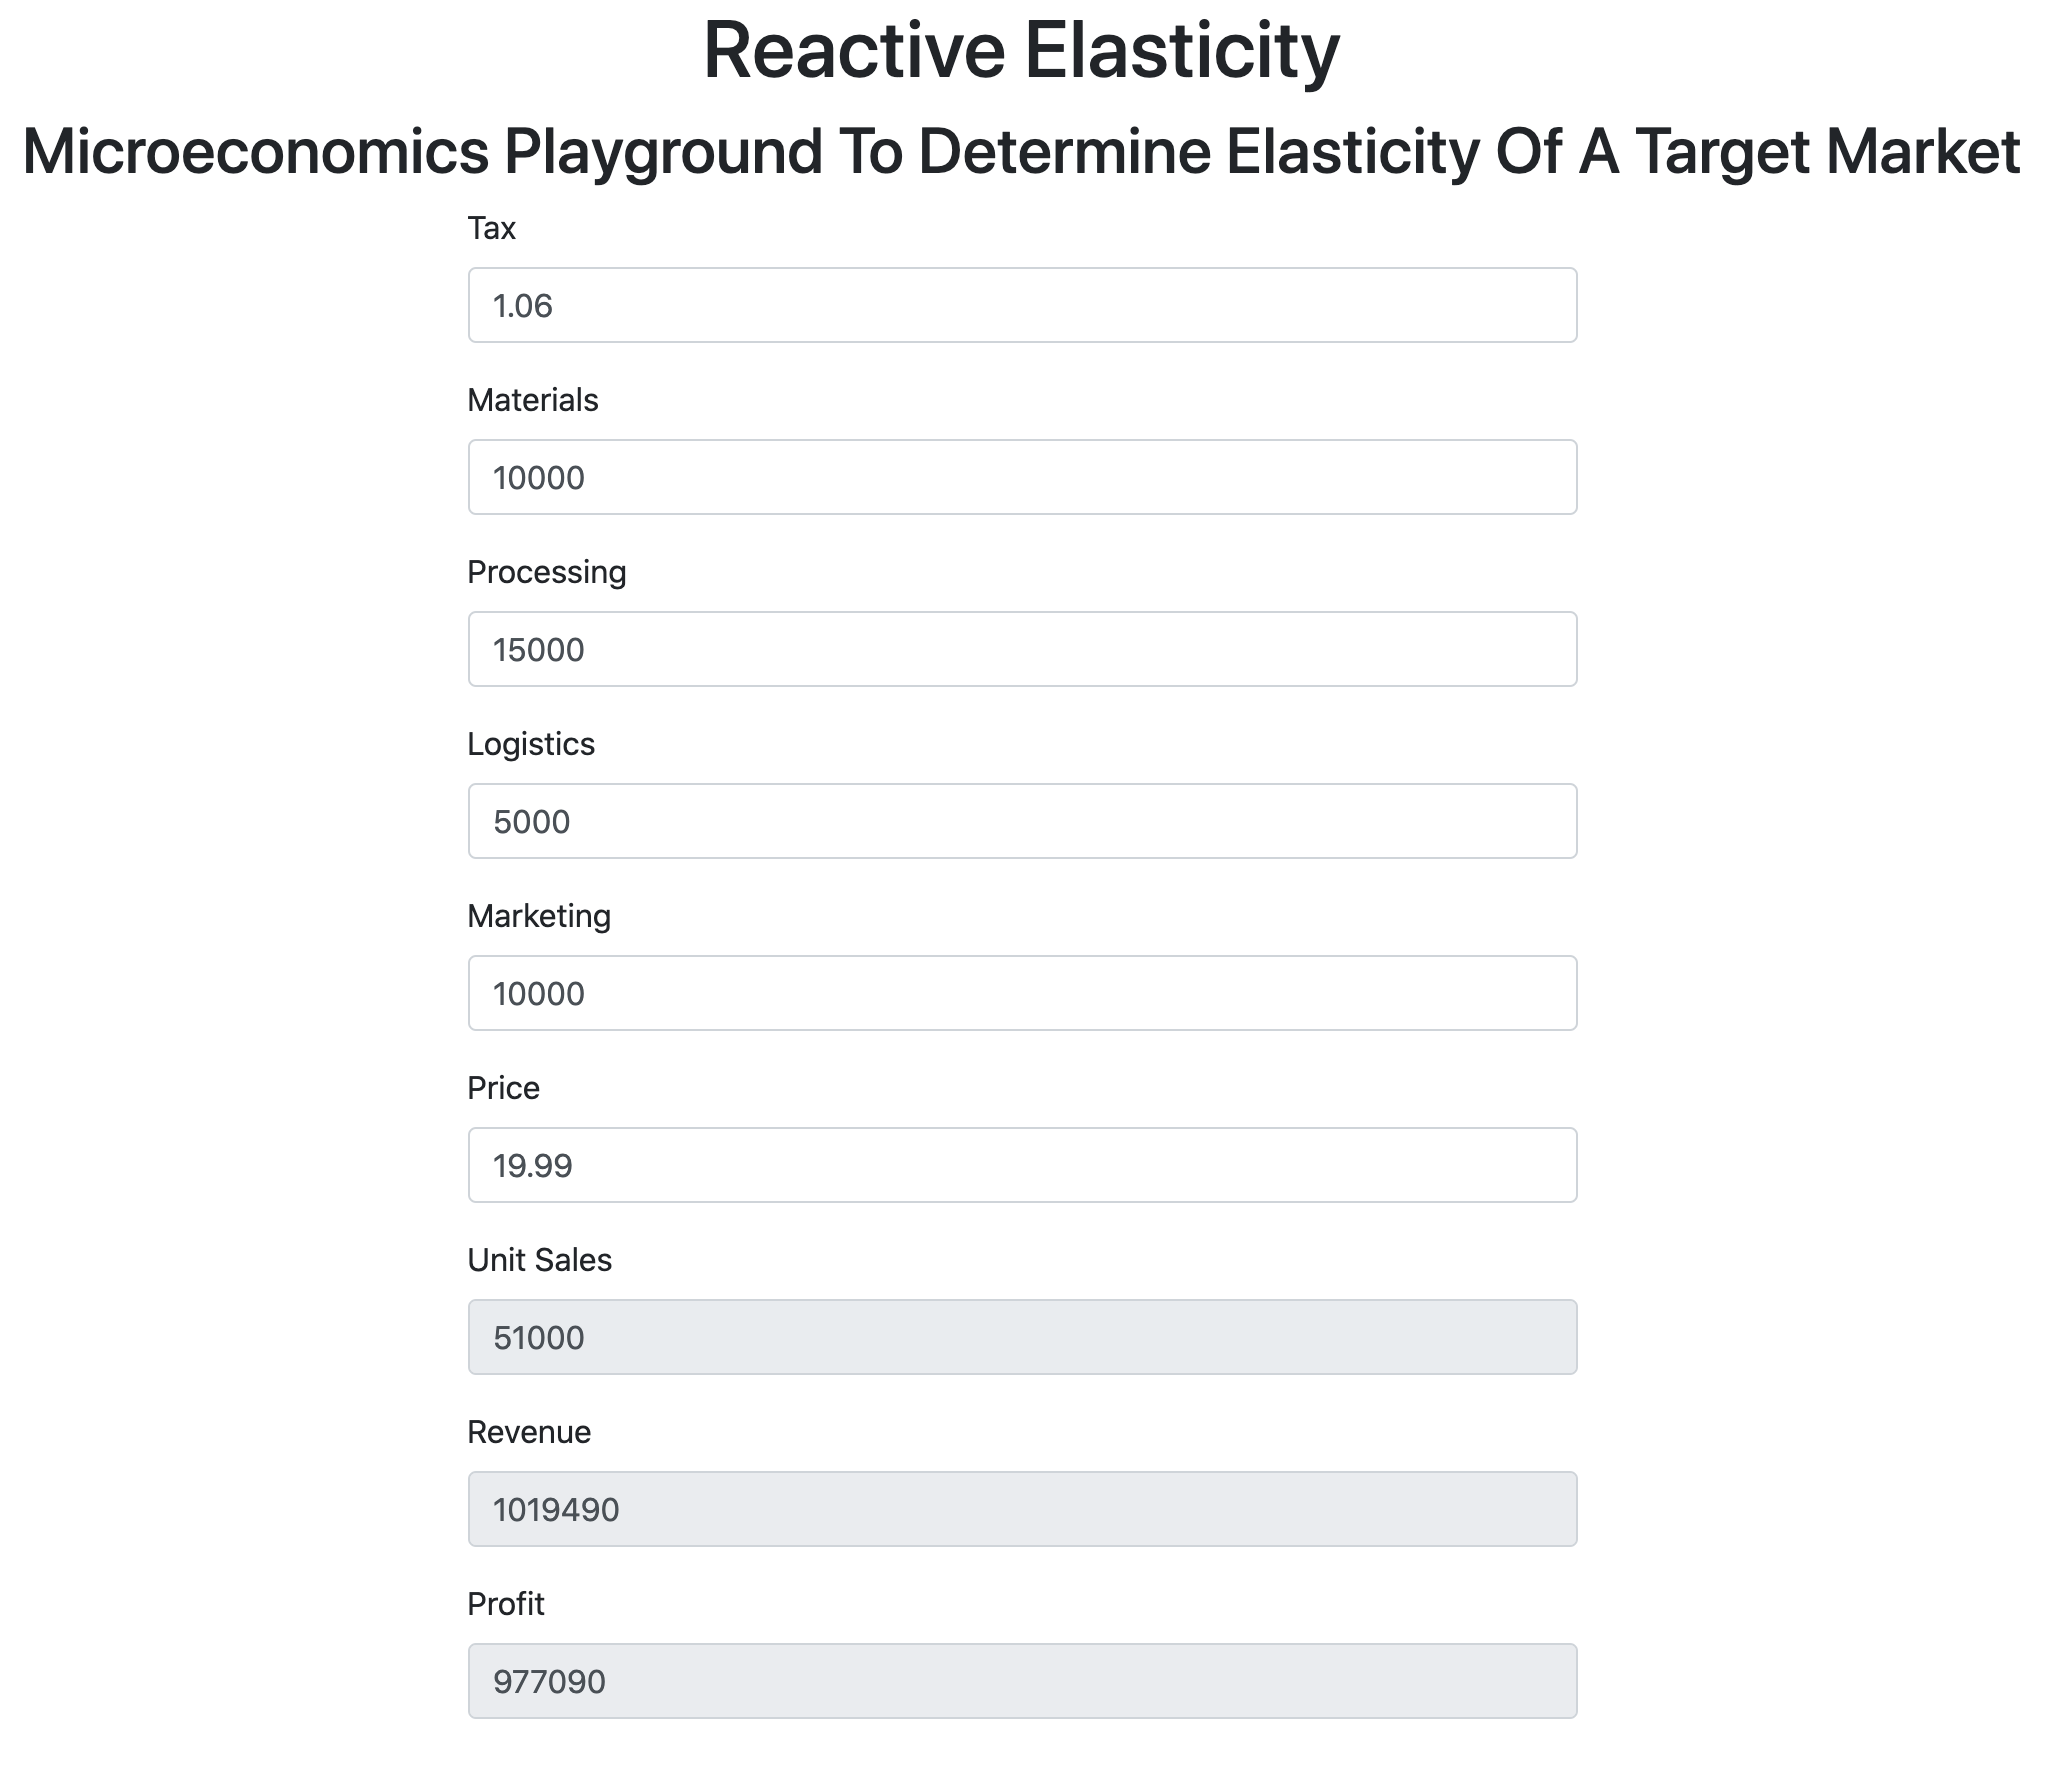 Reactive Elasticity
Microeconomics Playground To Determine Elasticity Of A Target Market
Tax
1.06
Materials
10000
Processing
15000
Logistics
5000
Marketing
10000
Price
19.99
Unit Sales
51000
Revenue
1019490
Profit
977090